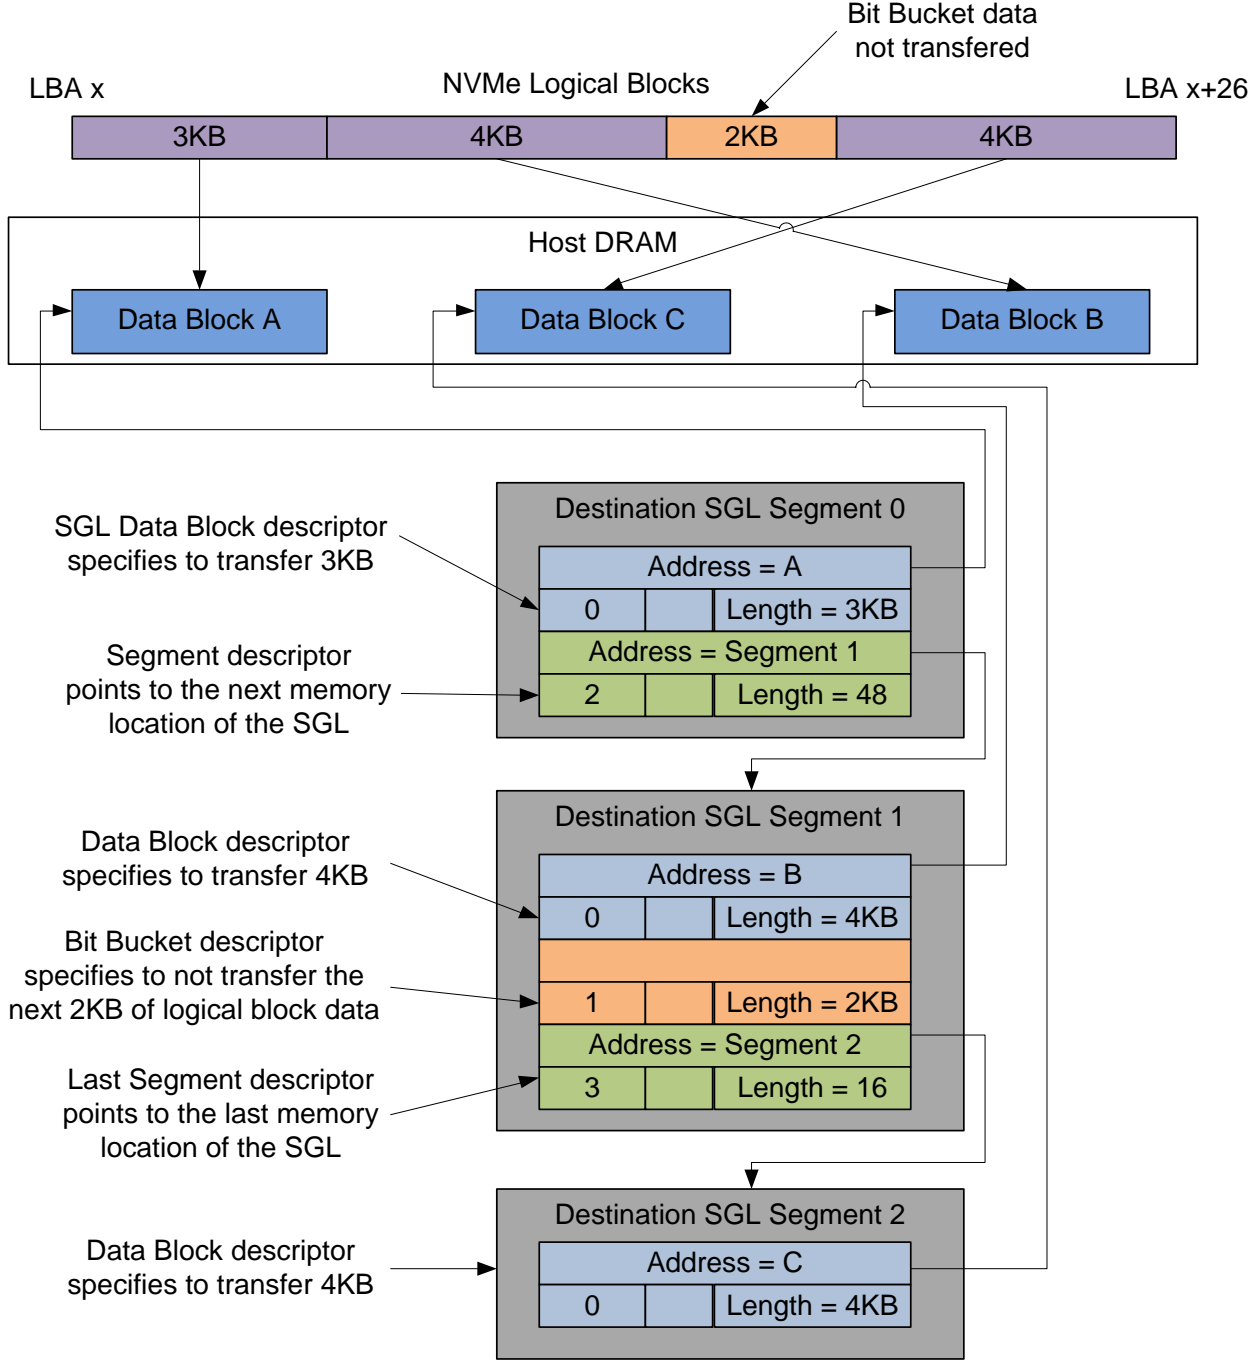 Bit Bucket data
not transfered
LBA x
NVMe Logical Blocks
LBA x+26
3KB
4KB
2KB
4KB
Host DRAM
Data Block A
Data Block C
Data Block B
Destination SGL Segment 0
SGL Data Block descriptor
specifies to transfer 3KB
Address = A
0
Length = 3KB
Segment descriptor
points to the next memory
location of the SGL
Address = Segment 1
2
Length = 48
Destination SGL Segment 1
Data Block descriptor
specifies to transfer 4KB
Address = B
0
Length = 4KB
Bit Bucket descriptor
specifies to not transfer the
next 2KB of logical block data
1
Length = 2KB
Address = Segment 2
Last Segment descriptor
points to the last memory
location of the SGL
3
Length = 16
Destination SGL Segment 2
Data Block descriptor
specifies to transfer 4KB
Address = C
0
Length = 4KB